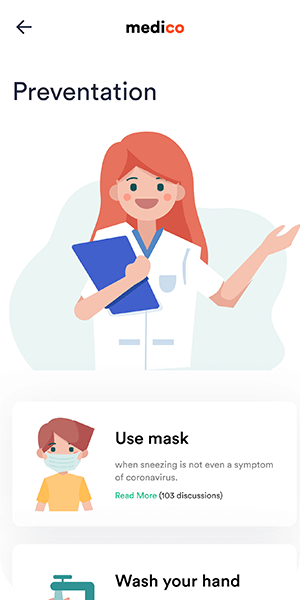 medico
Preventation
Use mask
when sneezing is not even a symptom
of coronavirus.
Read More (103 discussions)
Wash your hand